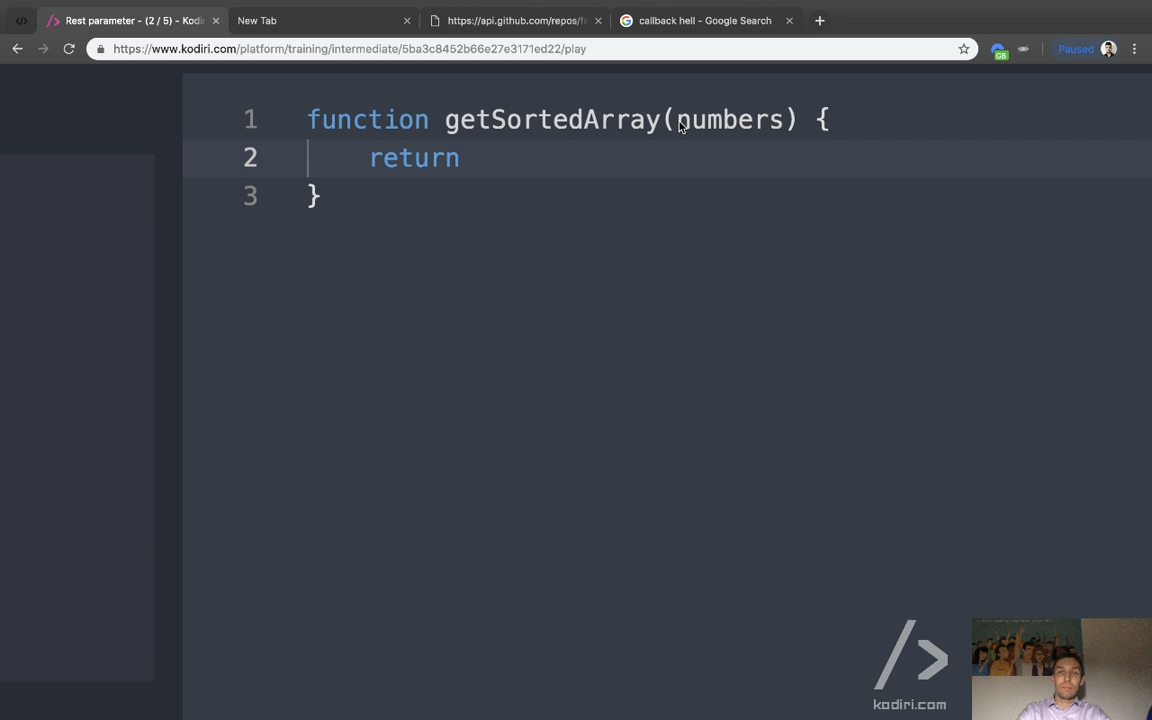 Rest parameter - (2 / 5) - Kodi
New Tab
https://api.github.com/repos/f
callback hell - Google Search
https://www.kodiri.com/platform/training/intermediate/5ba3c8452b66e27e3171ed22/play
GB
Paused
1 function getSortedArray(numbers) {
2 return
3 }
kodiri.com